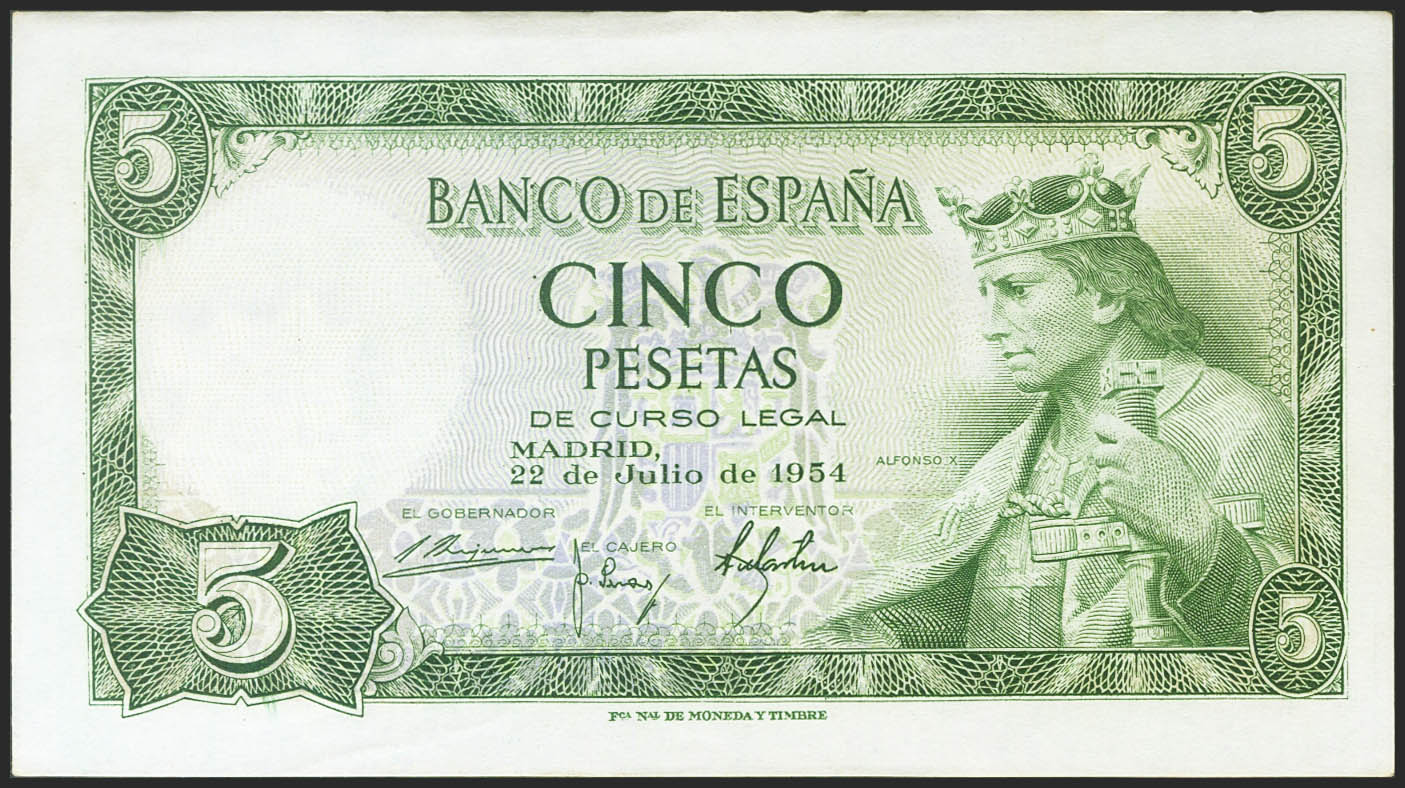 5
5
BANCO DE ESPAÑA
CINCO
PESETAS
DE CURSO LEGAL
MADRID,
22 de Julio de 1954
ALFONSO X
EL GOBERNADOR
EL INTERVENTOR
EL CAJERO
5
5
FCA NAL DE MONEDA Y TIMBRE